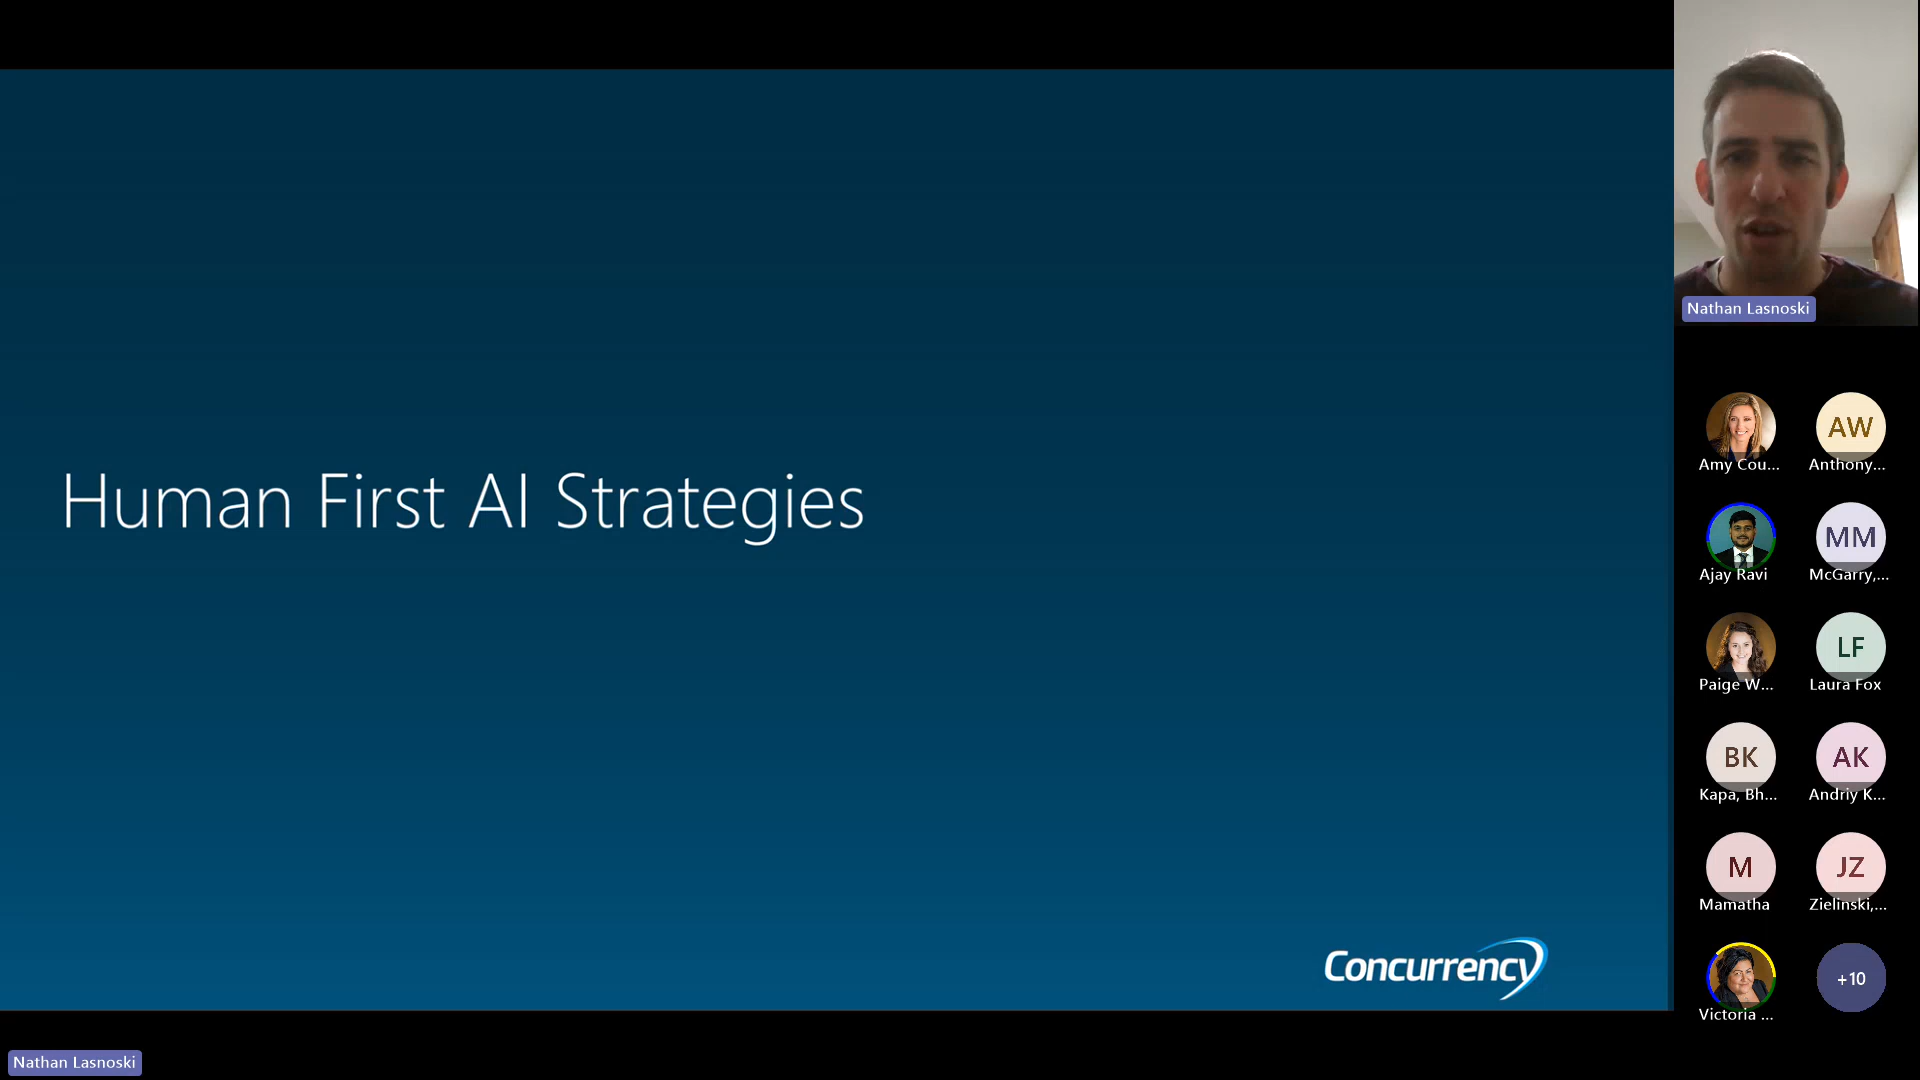 Human First AI Strategies
Concurrency
Nathan Lasnoski
Nathan Lasnoski
Amy Cou...
AW
Anthony...
Ajay Ravi
MM
McGarry,...
Paige W...
LF
Laura Fox
BK
Kapa, Bh...
AK
Andriy K...
M
Mamatha
JZ
Zielinski,...
Victoria ...
+10